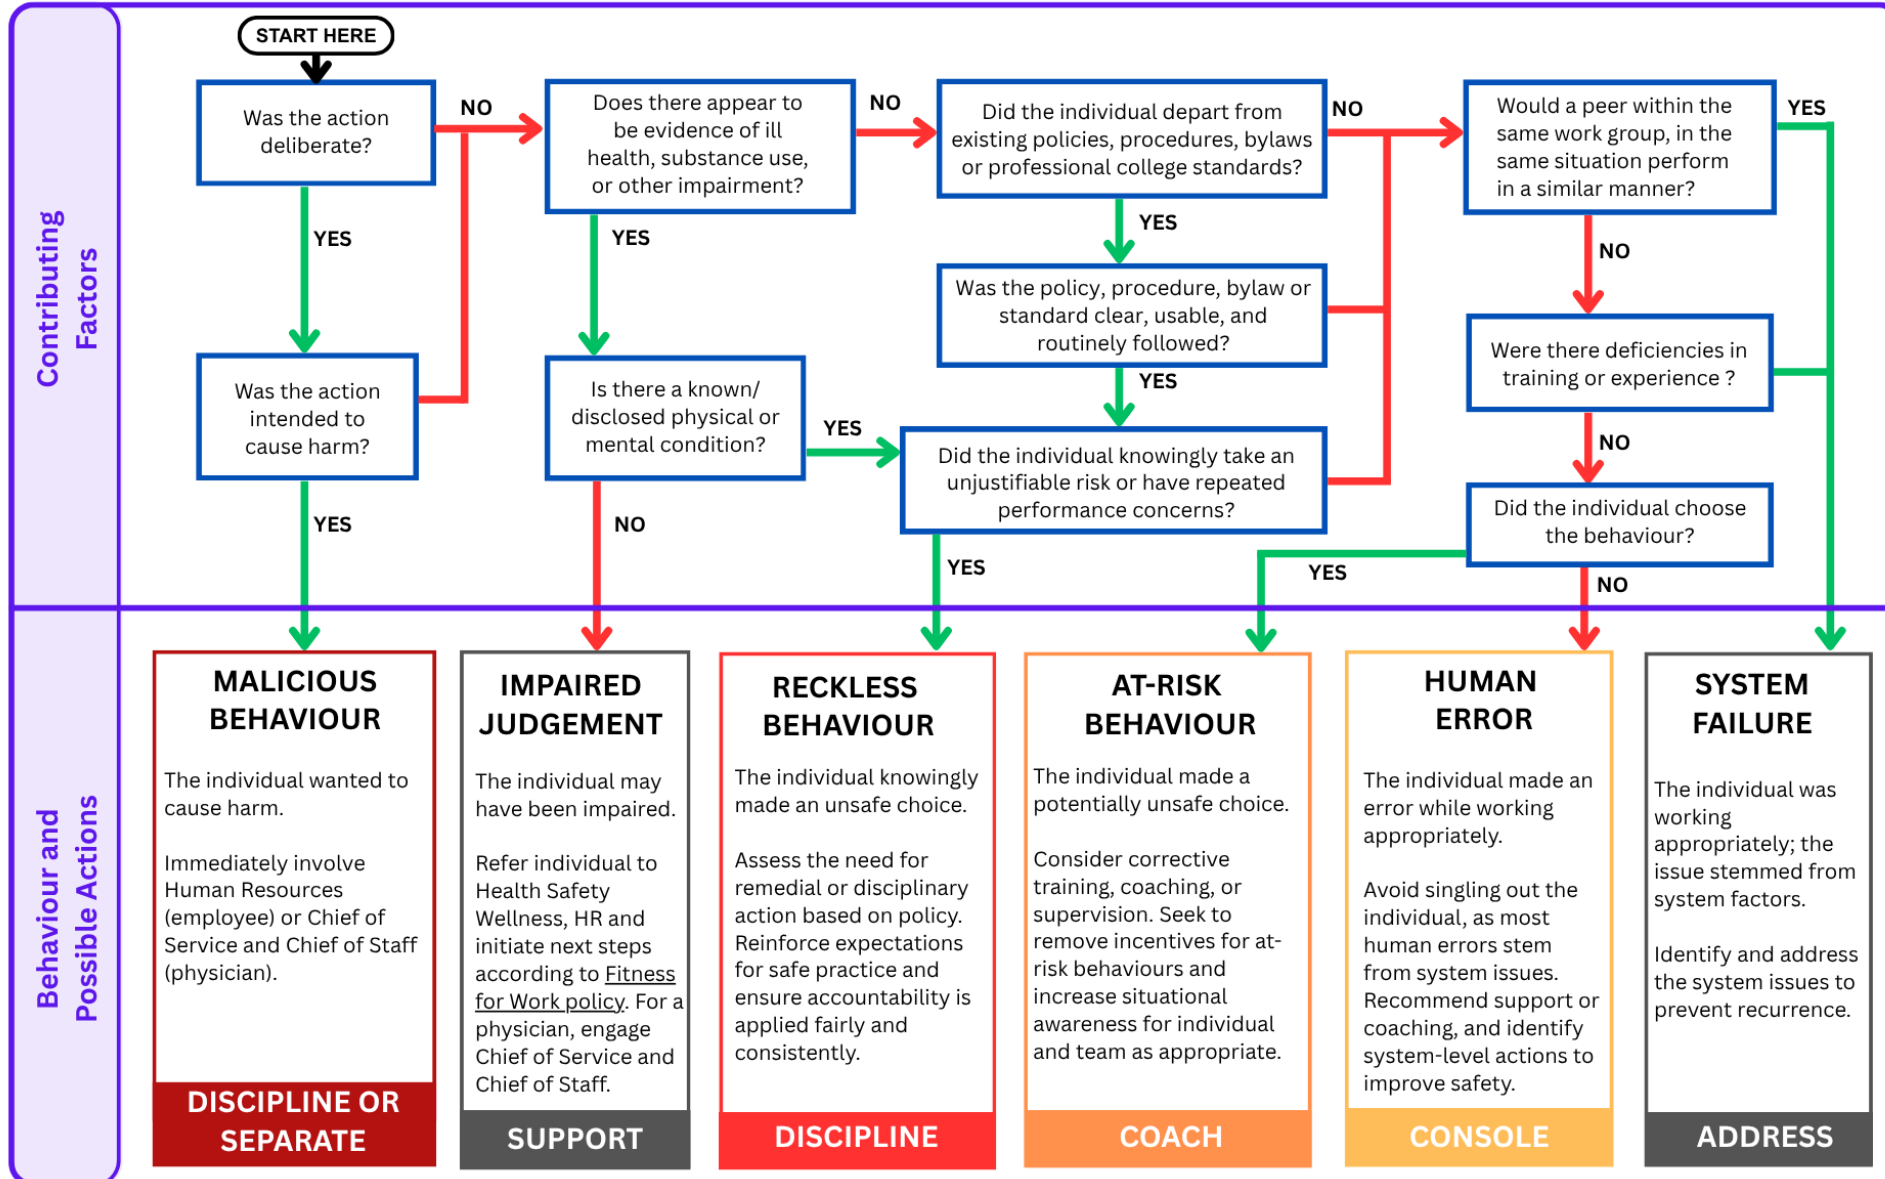 START HERE
Contributing
Factors
Was the action
deliberate?
NO
YES
Was the action
intended to
cause harm?
YES
Does there appear to
be evidence of ill
health, substance use,
or other impairment?
NO
YES
Is there a known/
disclosed physical or
mental condition?
YES
NO
Did the individual depart from
existing policies, procedures, bylaws
or professional college standards?
NO
YES
Was the policy, procedure, bylaw or
standard clear, usable, and
routinely followed?
YES
Did the individual knowingly take an
unjustifiable risk or have repeated
performance concerns?
YES
Would a peer within the
same work group, in the
same situation perform
in a similar manner?
YES
NO
Were there deficiencies in
training or experience ?
NO
Did the individual choose
the behaviour?
YES
NO
Behaviour and
Possible Actions
MALICIOUS
BEHAVIOUR
The individual wanted to
cause harm.
Immediately involve
Human Resources
(employee) or Chief of
Service and Chief of Staff
(physician).
DISCIPLINE OR
SEPARATE
IMPAIRED
JUDGEMENT
The individual may
have been impaired.
Refer individual to
Health Safety
Wellness, HR and
initiate next steps
according to Fitness
for Work policy. For a
physician, engage
Chief of Service and
Chief of Staff.
SUPPORT
RECKLESS
BEHAVIOUR
The individual knowingly
made an unsafe choice.
Assess the need for
remedial or disciplinary
action based on policy.
Reinforce expectations
for safe practice and
ensure accountability is
applied fairly and
consistently.
DISCIPLINE
AT-RISK
BEHAVIOUR
The individual made a
potentially unsafe choice.
Consider corrective
training, coaching, or
supervision. Seek to
remove incentives for at-
risk behaviours and
increase situational
awareness for individual
and team as appropriate.
COACH
HUMAN
ERROR
The individual made an
error while working
appropriately.
Avoid singling out the
individual, as most
human errors stem
from system issues.
Recommend support or
coaching, and identify
system-level actions to
improve safety.
CONSOLE
SYSTEM
FAILURE
The individual was
working
appropriately; the
issue stemmed from
system factors.
Identify and address
the system issues to
prevent recurrence.
ADDRESS